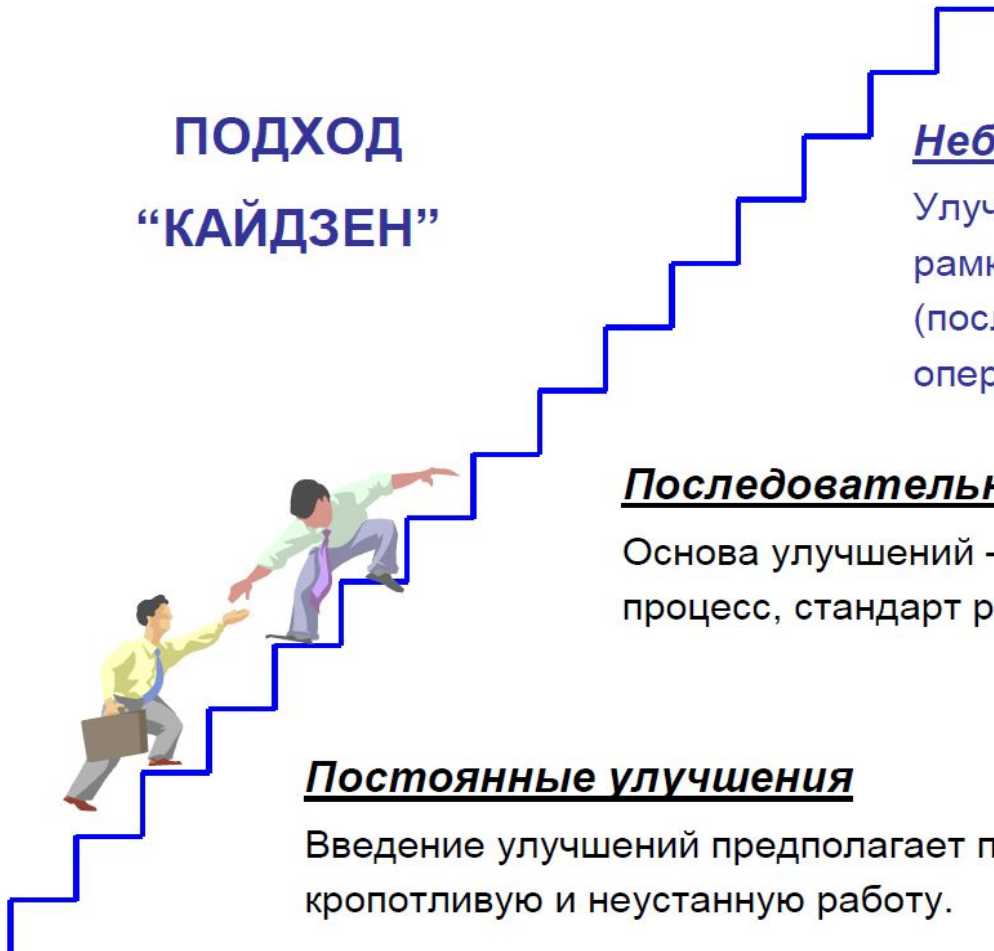 ПОДХОД
“КАЙДЗЕН”
Неб
Улуч
рамк
(посл
опер
Последовательн
Основа улучшений -
процесс, стандарт р
Постоянные улучшения
Введение улучшений предполагает п
кропотливую и неустанную работу.